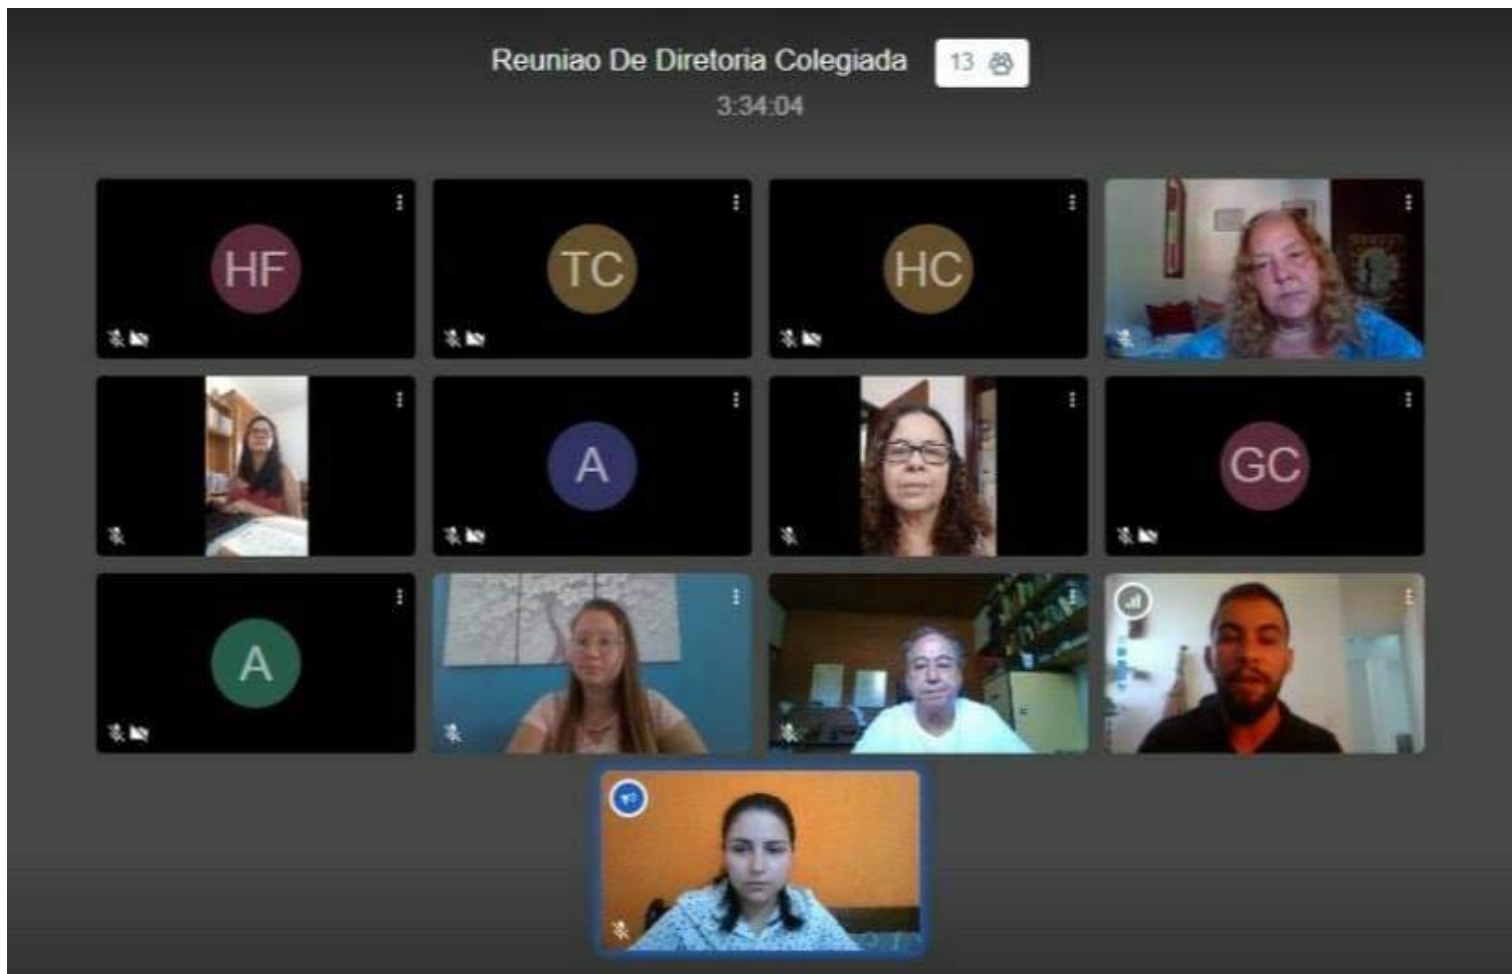 Reuniao De Diretoria Colegiada 13
3:34:04
HF
TC
HC
A
GC
A